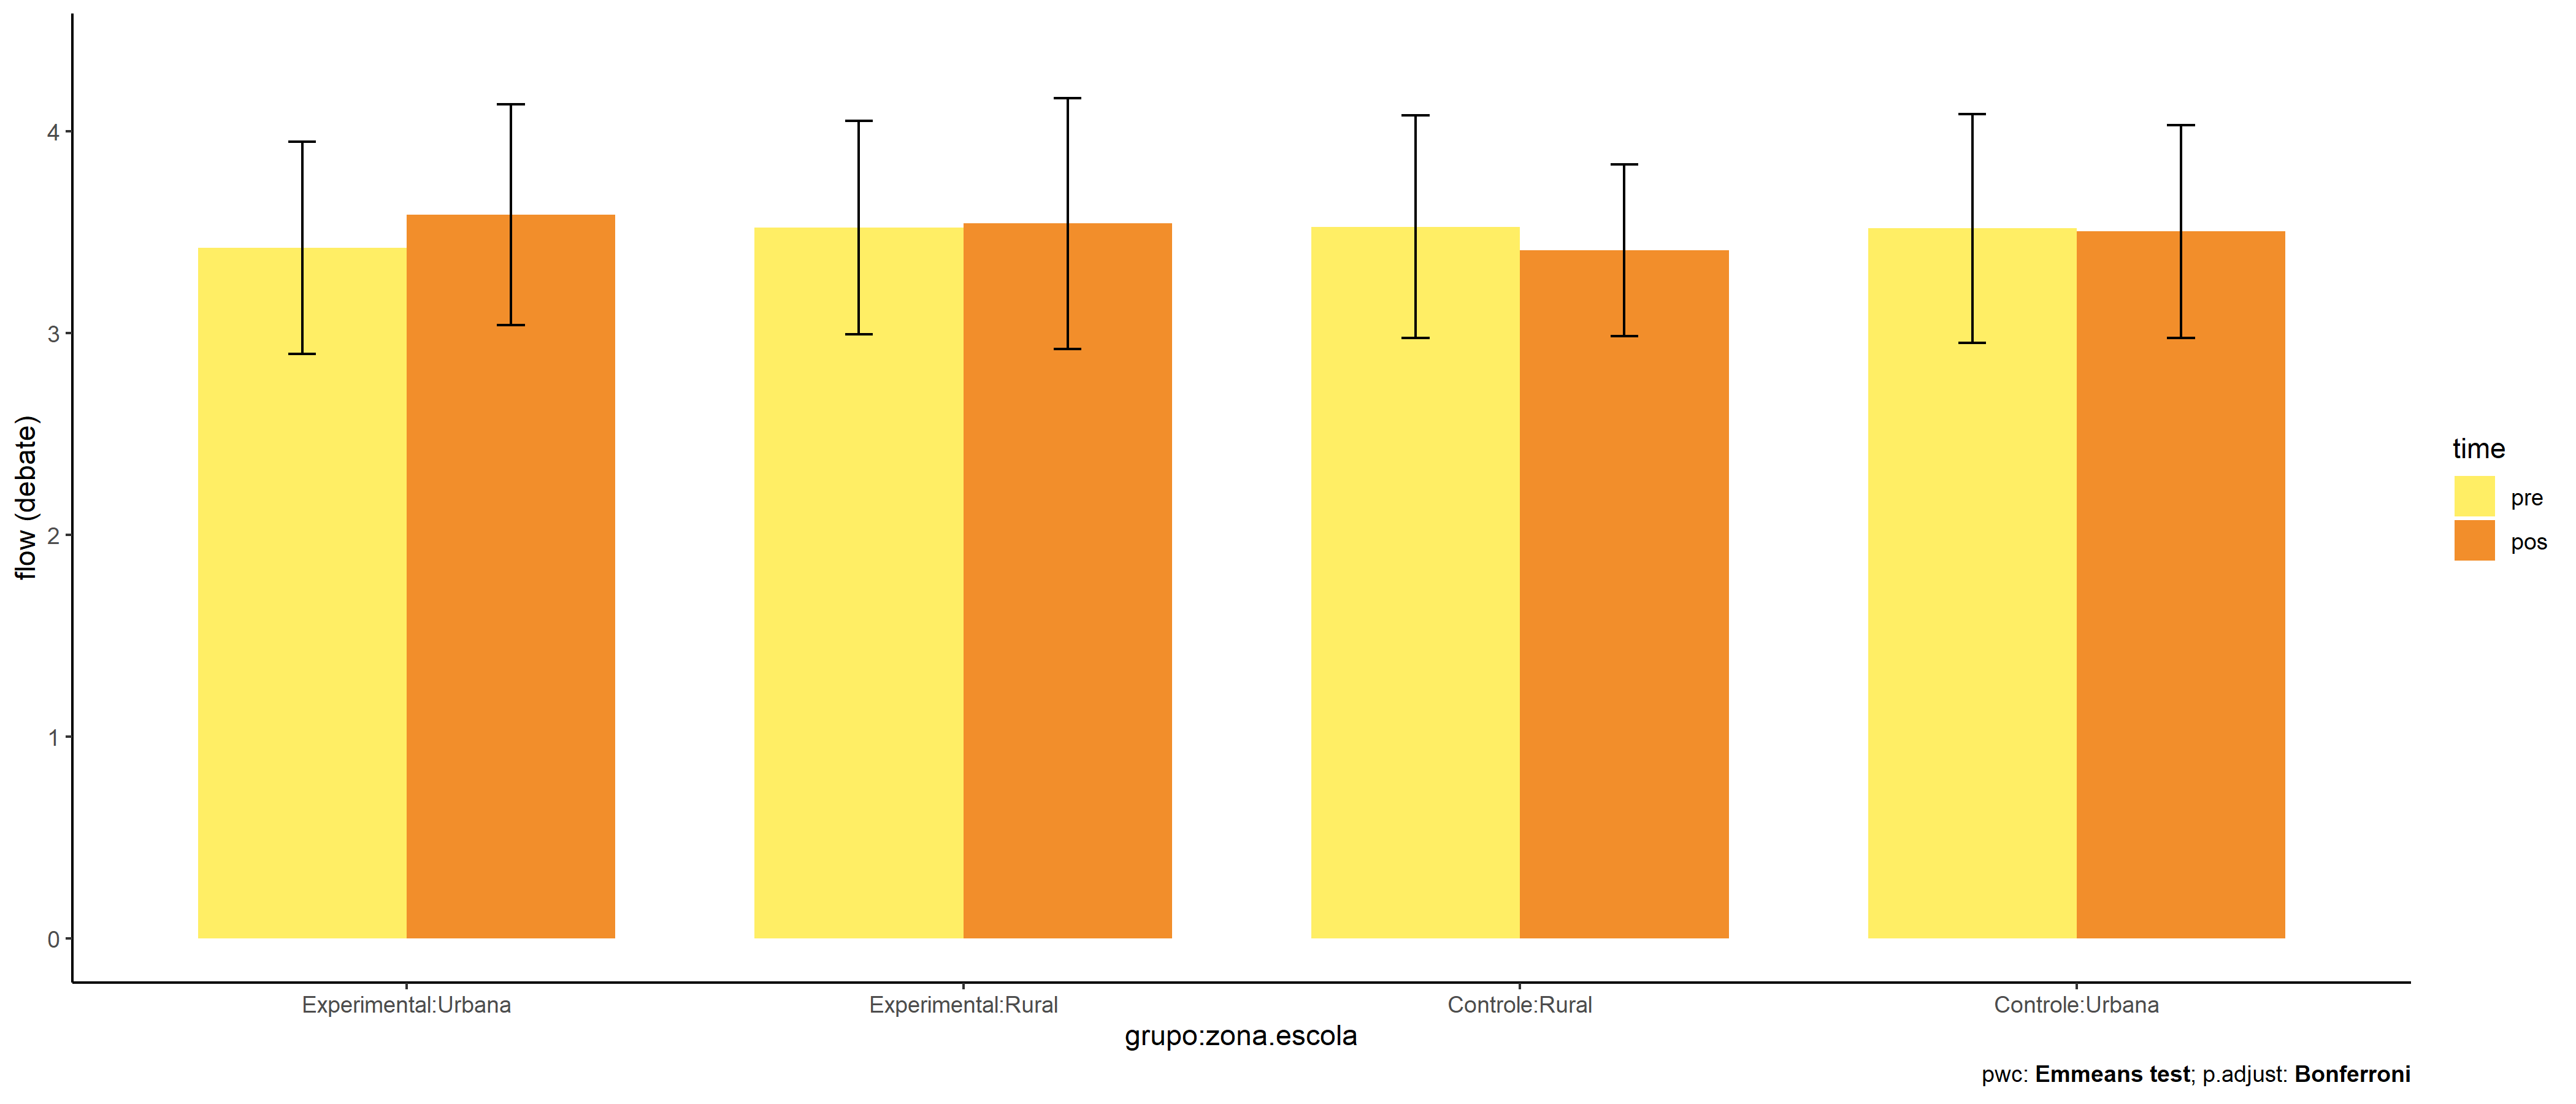 flow (debate)
4
3
2
1
0
Experimental:Urbana
Experimental:Rural
Controle:Rural
Controle:Urbana
grupo:zona.escola
time
pre
pos
pwc: Emmeans test; p.adjust: Bonferroni